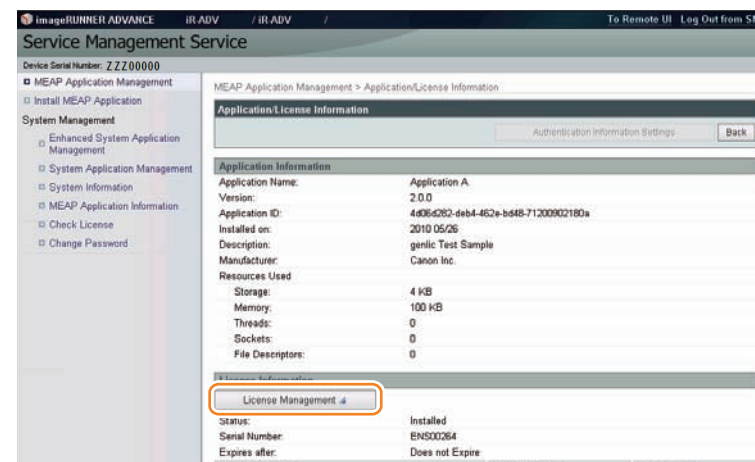 imageRUNNER ADVANCE iR-ADV / iR-ADV / To Remote UI Log Out from SM
Service Management Service
Device Serial Number: ZZZ00000
MEAP Application Management
Install MEAP Application
System Management
Enhanced System Application
Management
System Application Management
System Information
MEAP Application Information
Check License
Change Password
MEAP Application Management > Application/License Information
Application/License Information
Authentication Information Settings Back
Application Information
Application Name: Application A
Version: 2.0.0
Application ID: 4d06d282-deb4-462e-bd48-71200902180a
Installed on: 2010 05/26
Description: genlic Test Sample
Manufacturer: Canon Inc.
Resources Used
Storage: 4 KB
Memory: 100 KB
Threads: 0
Sockets: 0
File Descriptors: 0
License Information
License Management
Status: Installed
Serial Number: ENS00264
Expires after: Does not Expire